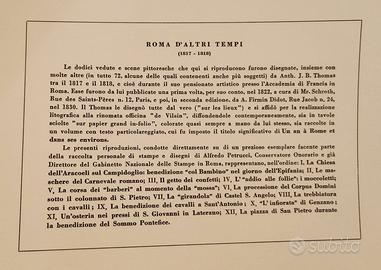 ROMA D'ALTRI TEMPI
(1817 - 1818)
Le dodici vedute e scene pittoresche che qui si riproducono furono disegnate, insieme con
molte altre (in tutto 72, alcune delle quali contenenti anche più soggetti) da Anth. J. B. Thomas
tra il 1817 e il 1818, e cioè durante il suo pensionato artistico presso l'Accademia di Francia in
Roma. Esse furono da lui pubblicate una prima volta, per suo conto, nel 1822, a cura di Mr. Schroth,
Rue des Saints-Pères n. 12, Paris, e poi, in seconda edizione, da A. Firmin Didot, Rue Jacob n. 24,
nel 1830. Il Thomas le disegnò tutte dal vero ("sur les lieux") e si affidò per la realizzazione
litografica alla rinomata officina "de Vilain", diffondendole contemporaneamente, sia in tavole
sciolte "sur papier grand in-folio", colorate quasi sempre a mano da lui stesso, sia raccolte in
un volume con testo particolareggiato, cui fu imposto il titolo significativo di Un an à Rome et
dans ses environs.
Le presenti riproduzioni, condotte direttamente su di un prezioso esemplare facente parte
della raccolta personale di stampe e disegni di Alfredo Petrucci, Conservatore Onorario e già
Direttore del Gabinetto Nazionale delle Stampe in Roma, rappresentano, nell'ordine: I, La Chiesa
dell'Aracoeli sul Campidoglio: benedizione "col Bambino" nel giorno dell'Epifania; II, Le ma-
schere del Carnevale romano; III, Il getto dei confetti; IV, L'"addio alle follie" : i moccoletti;
V, La corsa dei "barberi" al momento della "mossa"; VI, La processione del Corpus Domini
sotto il colonnato di S. Pietro; VII, La "girandola" di Castel S. Angelo; VIII, La trebbiatura
con i cavalli; IX, La benedizione dei cavalli a Sant'Antonio; X, L'"infiorata" di Genzano;
XI, Un'osteria nei pressi di S. Giovanni in Laterano; XII, La piazza di San Pietro durante
la benedizione del Sommo Pontefice.
subito.it